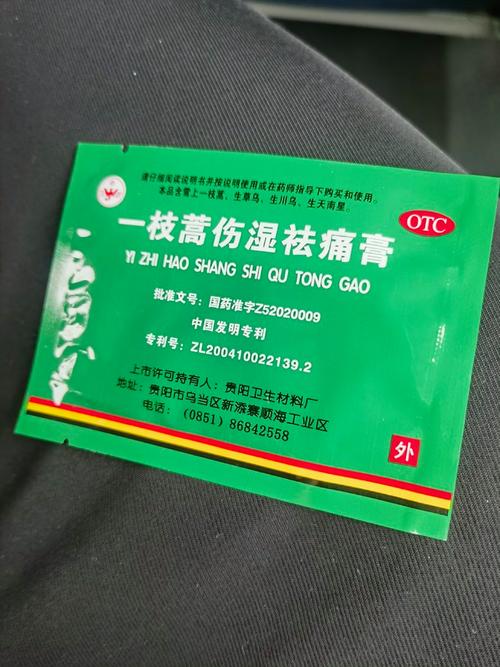 请仔细阅读说明书并按说明使用或在药师指导下购买和使用。
本品含雪上一枝蒿、生草乌、生川乌、生天南星。
OTC
一枝蒿伤湿祛痛膏
YI ZHI HAO SHANG SHI QU TONG GAO
批准文号：国药准字Z52020009
中国发明专利
专利号：ZL200410022139.2
上市许可持有人：贵阳卫生材料厂
地址：贵阳市乌当区新添寨顺海工业区
电话：(0851) 86842558
外